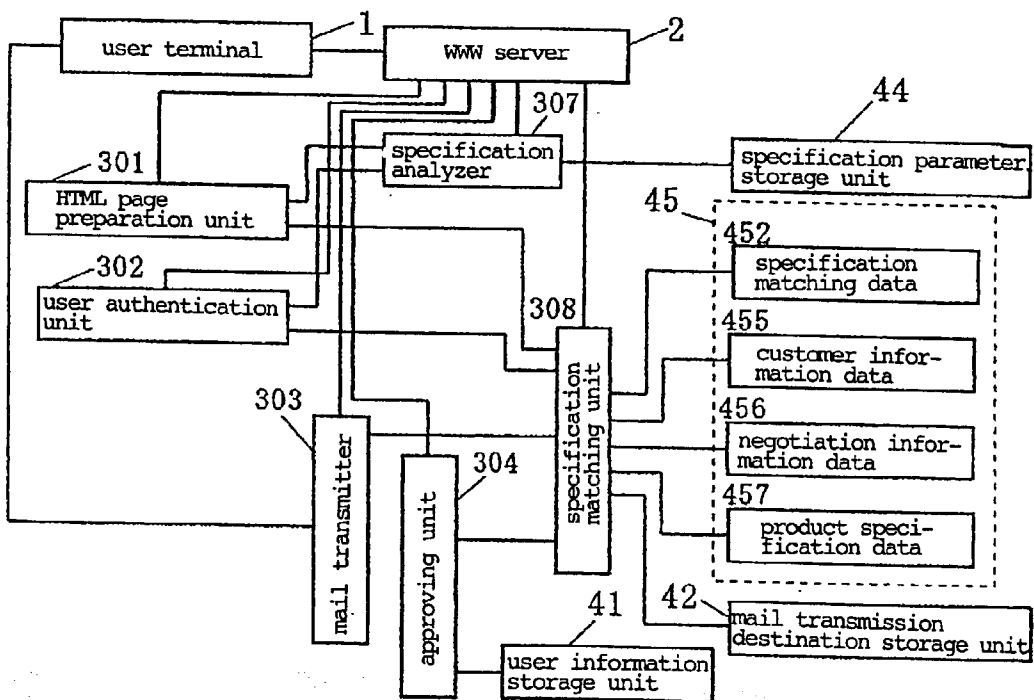 1
user terminal
2
WWW server
307
specification
analyzer
44
specification parameter
storage unit
301
HTML page
preparation unit
45
452
specification
matching data
302
user authentication
unit
308
specification
matching unit
455
customer infor-
mation data
303
mail transmitter
456
negotiation infor-
mation data
304
approving unit
457
product speci-
fication data
41
user information
storage unit
42
mail transmission
destination storage unit